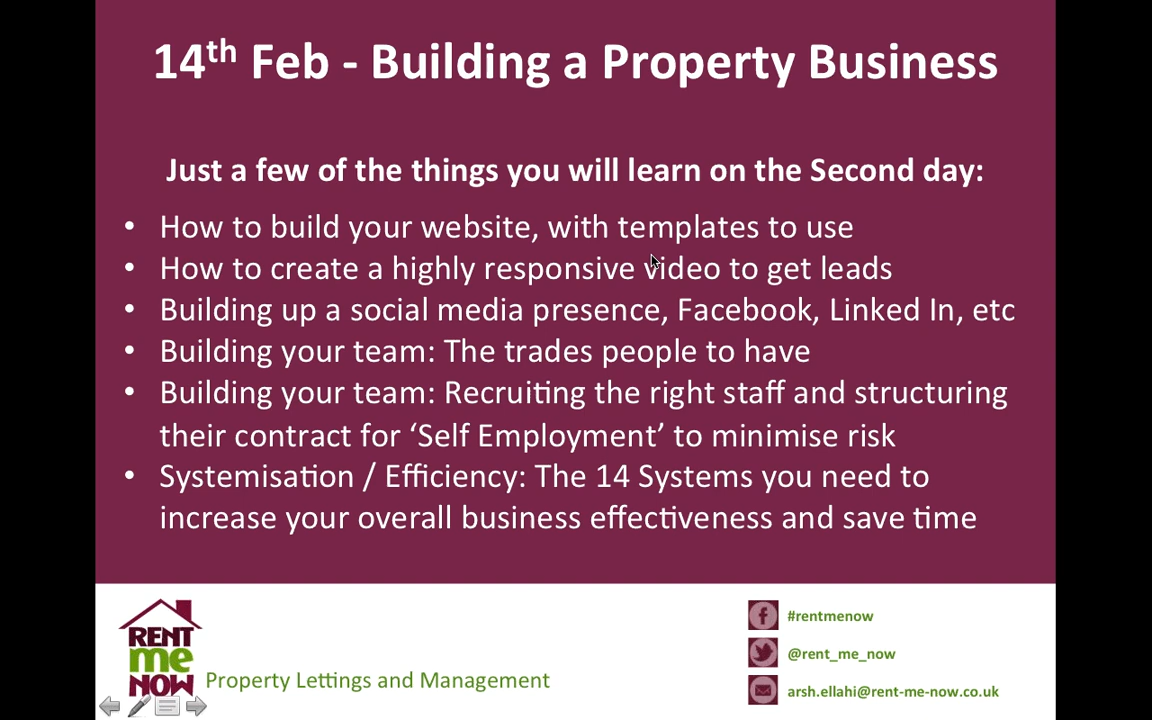 14th Feb - Building a Property Business
Just a few of the things you will learn on the Second day:
• How to build your website, with templates to use
• How to create a highly responsive video to get leads
• Building up a social media presence, Facebook, Linked In, etc
• Building your team: The trades people to have
• Building your team: Recruiting the right staff and structuring
their contract for ‘Self Employment’ to minimise risk
• Systemisation / Efficiency: The 14 Systems you need to
increase your overall business effectiveness and save time
RENT
me
NOW
Property Lettings and Management
#rentmenow
@rent_me_now
arsh.ellahi@rent-me-now.co.uk